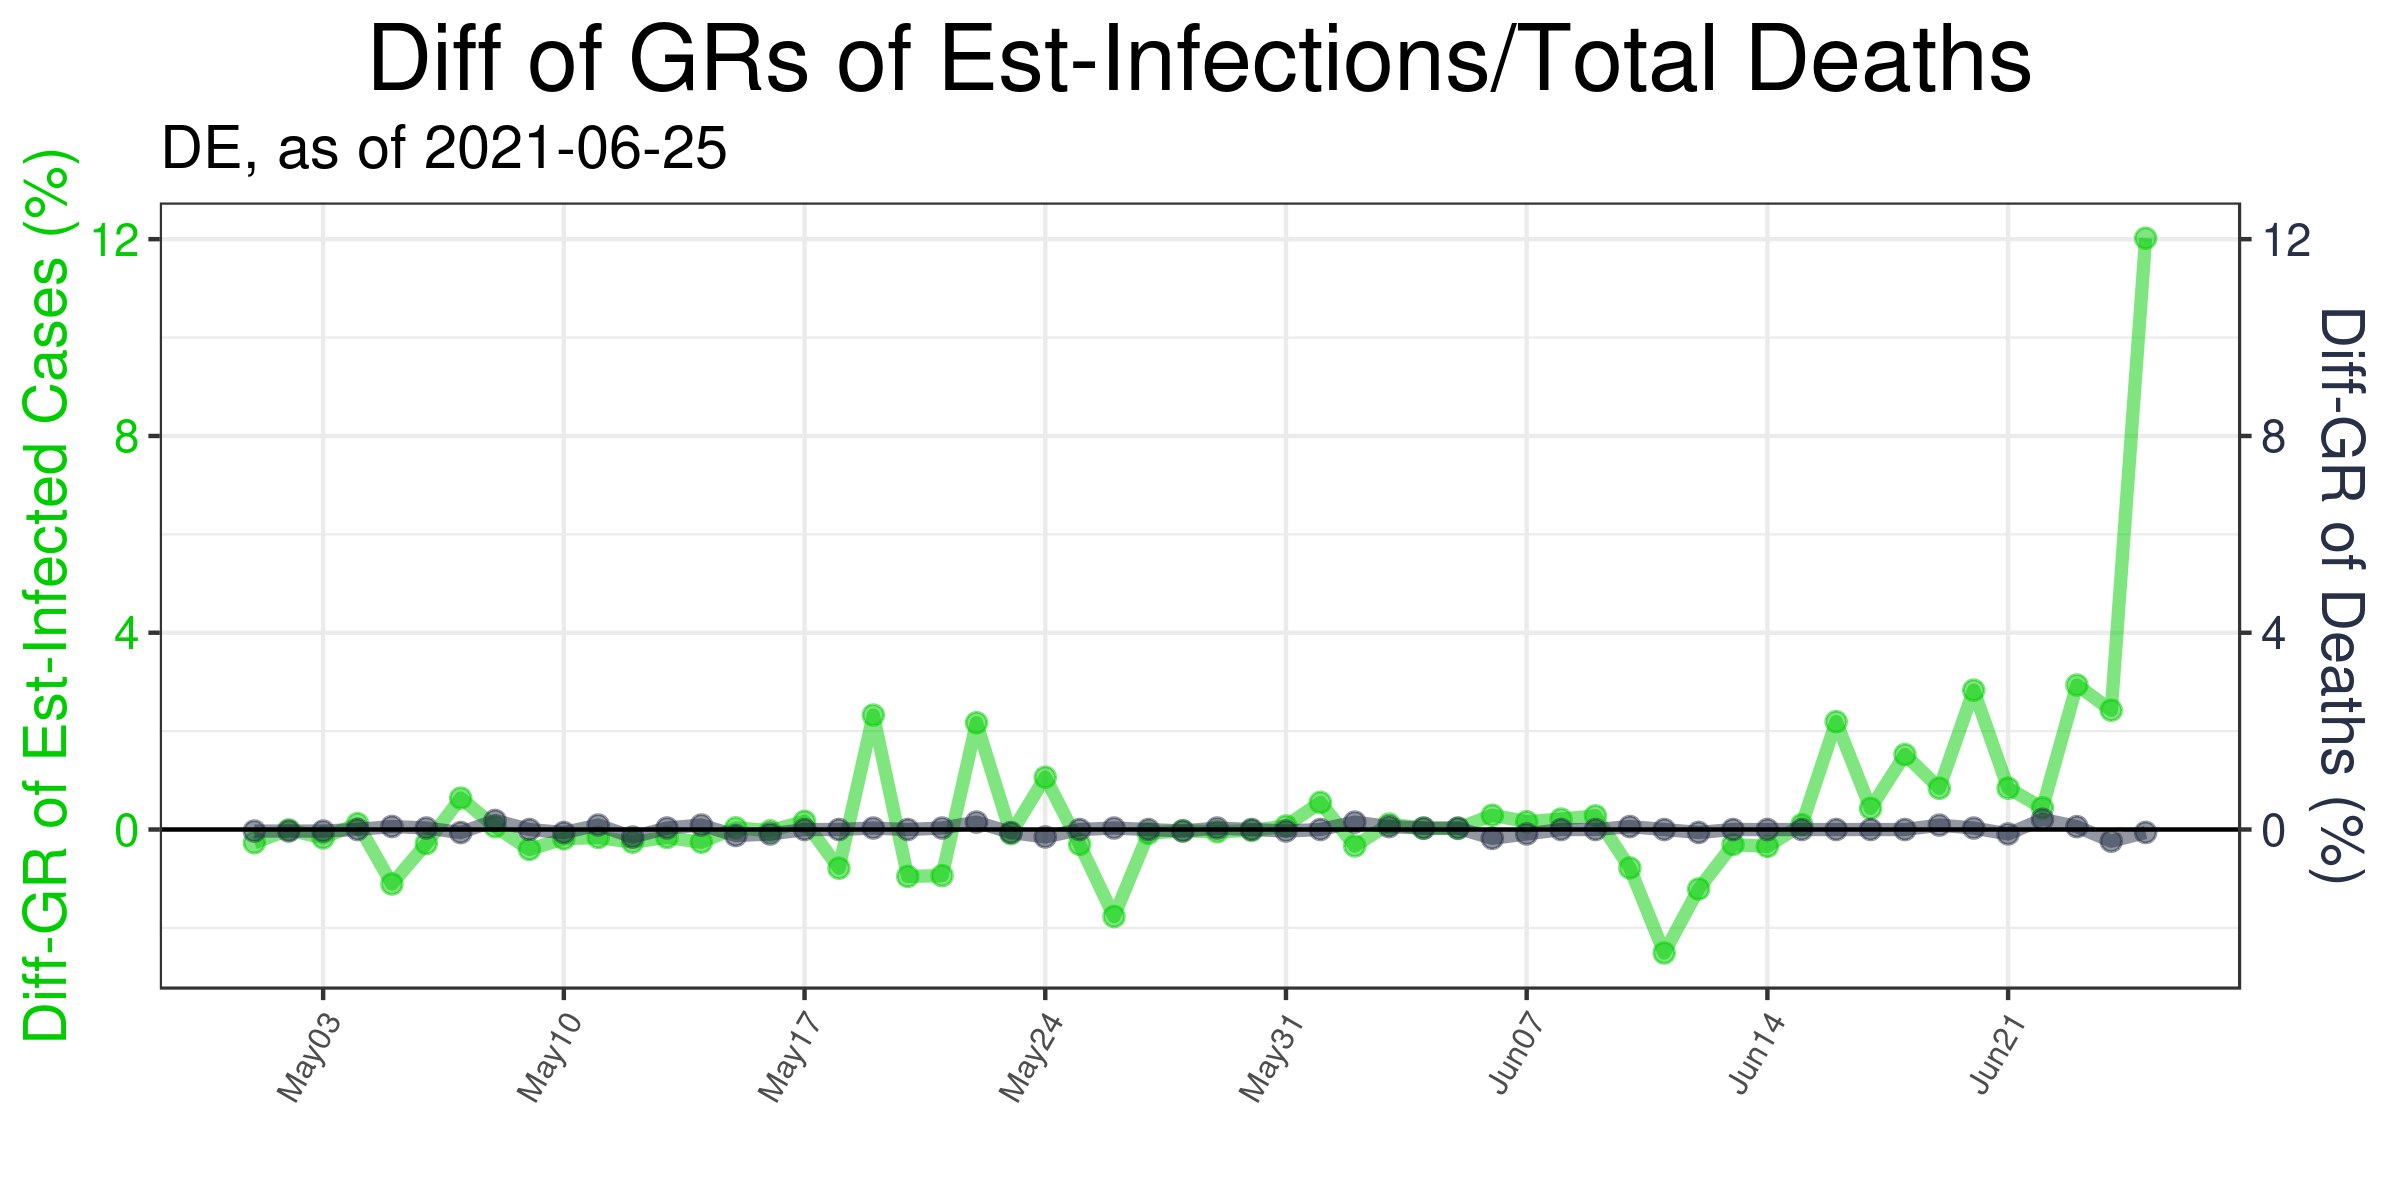 Diff of GRs of Est-Infections/Total Deaths
DE, as of 2021-06-25
Diff-GR of Est-Infected Cases (%)
12
8
4
0
12
8
4
0
Diff-GR of Deaths (%)
May03
May10
May17
May24
May31
Jun07
Jun14
Jun21